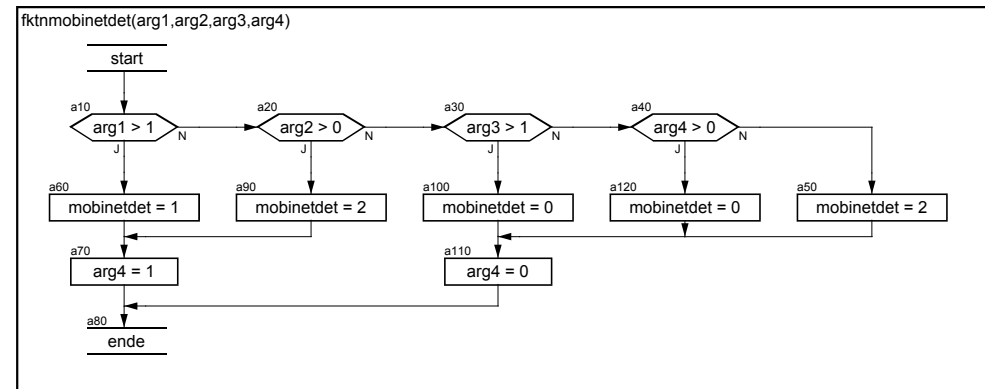 fktnmobinetdet(arg1,arg2,arg3,arg4)
start
a10
arg1 > 1
J
N
a20
arg2 > 0
J
N
a30
arg3 > 1
J
N
a40
arg4 > 0
J
N
a60
mobinetdet = 1
a90
mobinetdet = 2
a100
mobinetdet = 0
a120
mobinetdet = 0
a50
mobinetdet = 2
a70
arg4 = 1
a110
arg4 = 0
a80
ende